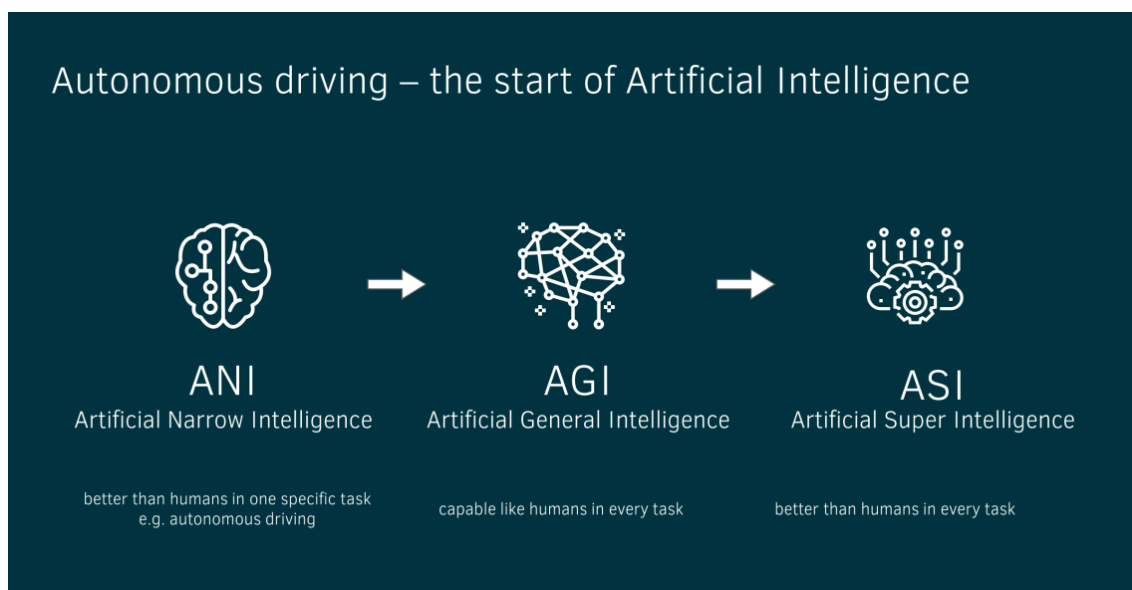 Autonomous driving – the start of Artificial Intelligence
ANI
Artificial Narrow Intelligence
better than humans in one specific task
e.g. autonomous driving
AGI
Artificial General Intelligence
capable like humans in every task
ASI
Artificial Super Intelligence
better than humans in every task